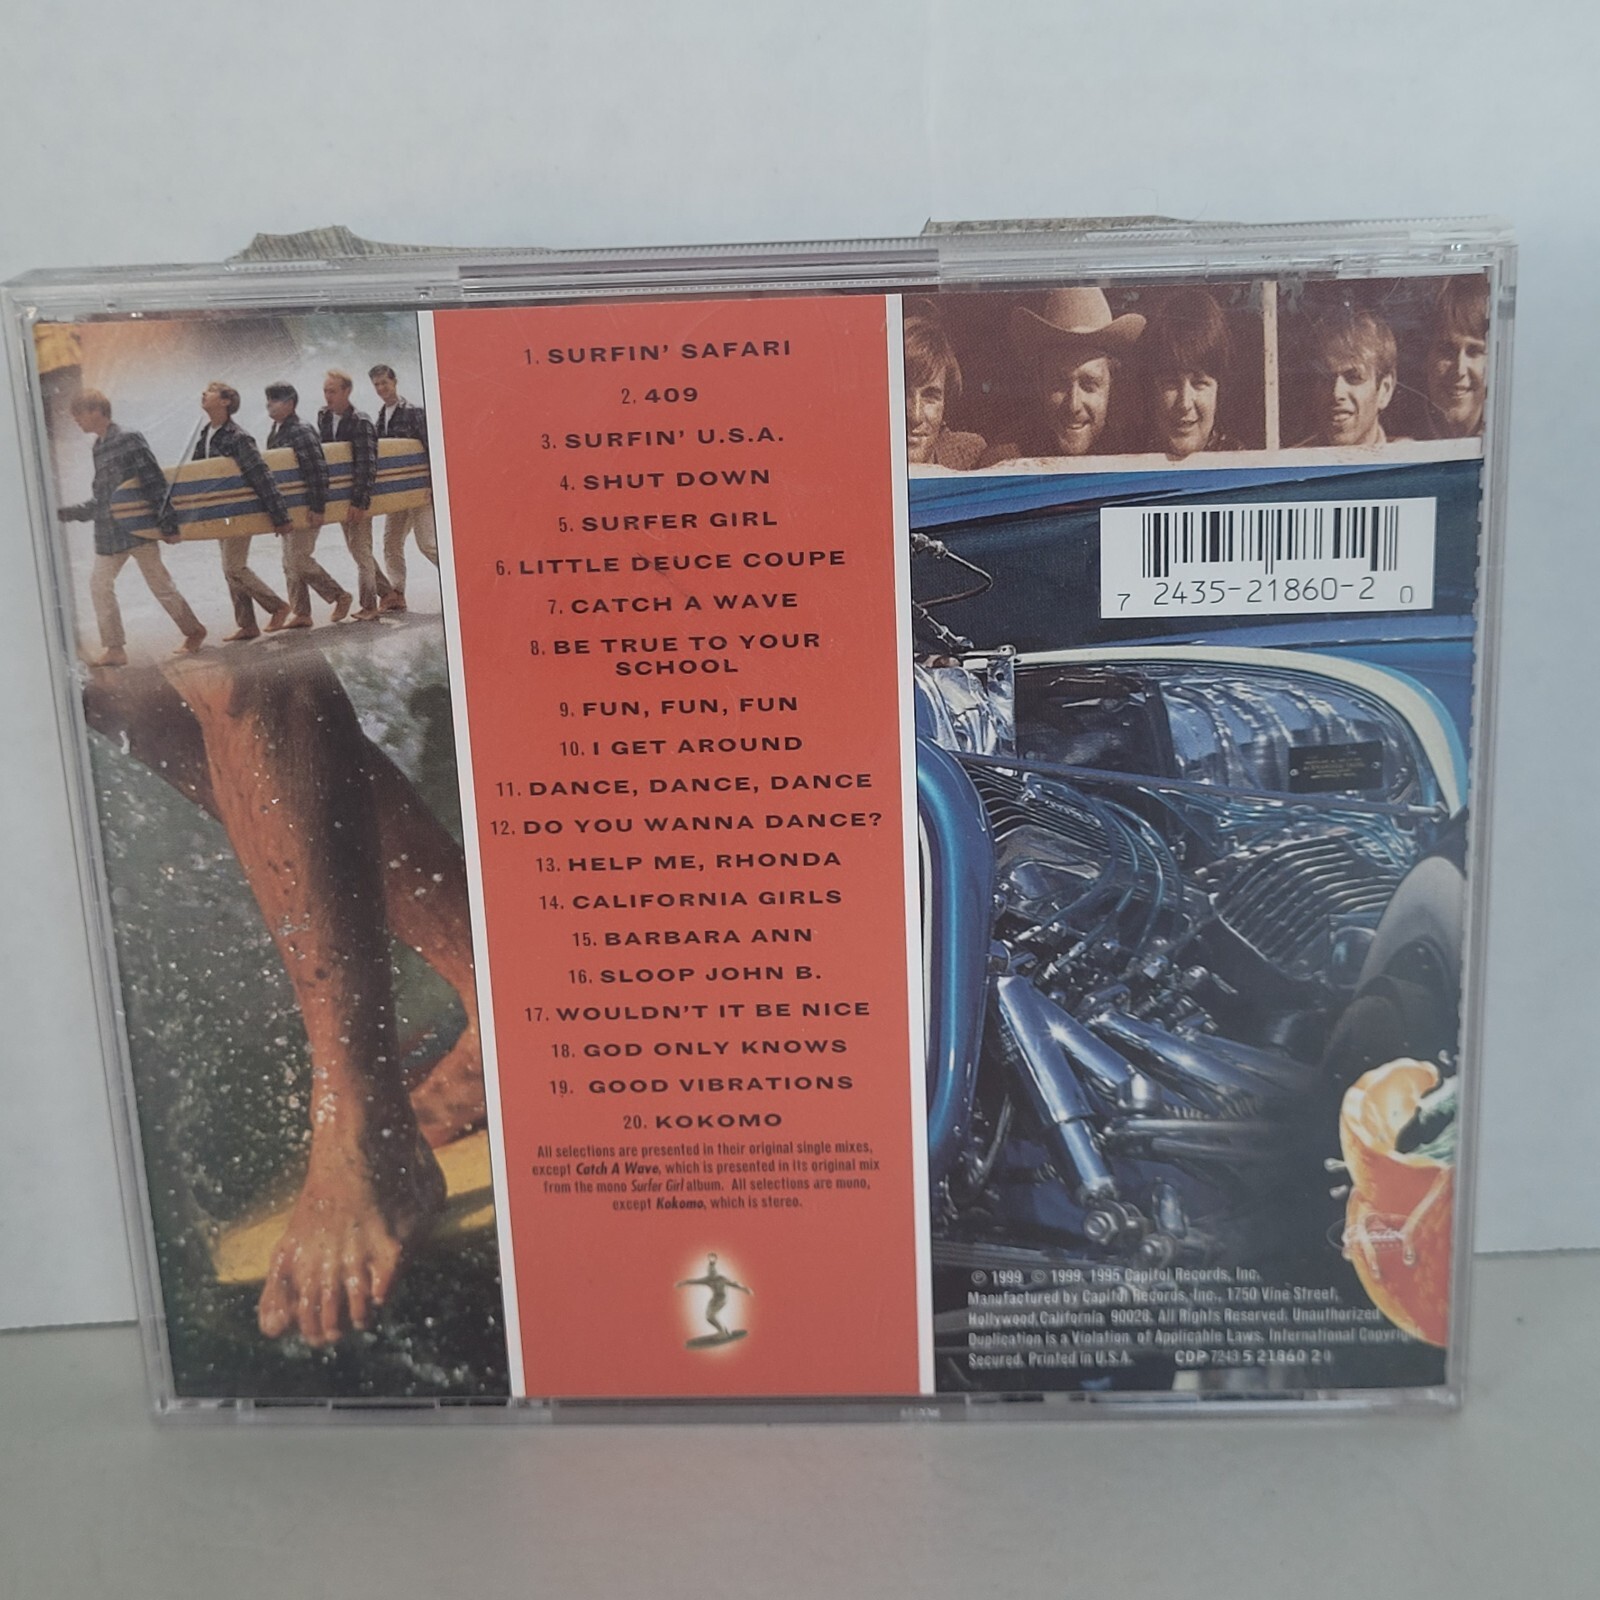 1. SURFIN' SAFARI
2. 409
3. SURFIN' U.S.A.
4. SHUT DOWN
5. SURFER GIRL
6. LITTLE DEUCE COUPE
7. CATCH A WAVE
8. BE TRUE TO YOUR
SCHOOL
9. FUN, FUN, FUN
10. I GET AROUND
11. DANCE, DANCE, DANCE
12. DO YOU WANNA DANCE?
13. HELP ME, RHONDA
14. CALIFORNIA GIRLS
15. BARBARA ANN
16. SLOOP JOHN B.
17. WOULDN'T IT BE NICE
18. GOD ONLY KNOWS
19. GOOD VIBRATIONS
20. KOKOMO
All selections are presented in their original single mixes,
except Catch A Wave, which is presented in its original mix
from the mono Surfer Girl album. All selections are mono,
except Kokomo, which is stereo.
7 2435-21860-2 0
Capitol
℗ 1999 © 1999, 1995 Capitol Records, Inc.
Manufactured by Capitol Records, Inc., 1750 Vine Street,
Hollywood, California 90028. All Rights Reserved. Unauthorized
Duplication is a Violation of Applicable Laws. International Copyright
Secured. Printed in U.S.A. CDP 7243 5 21860 2 0